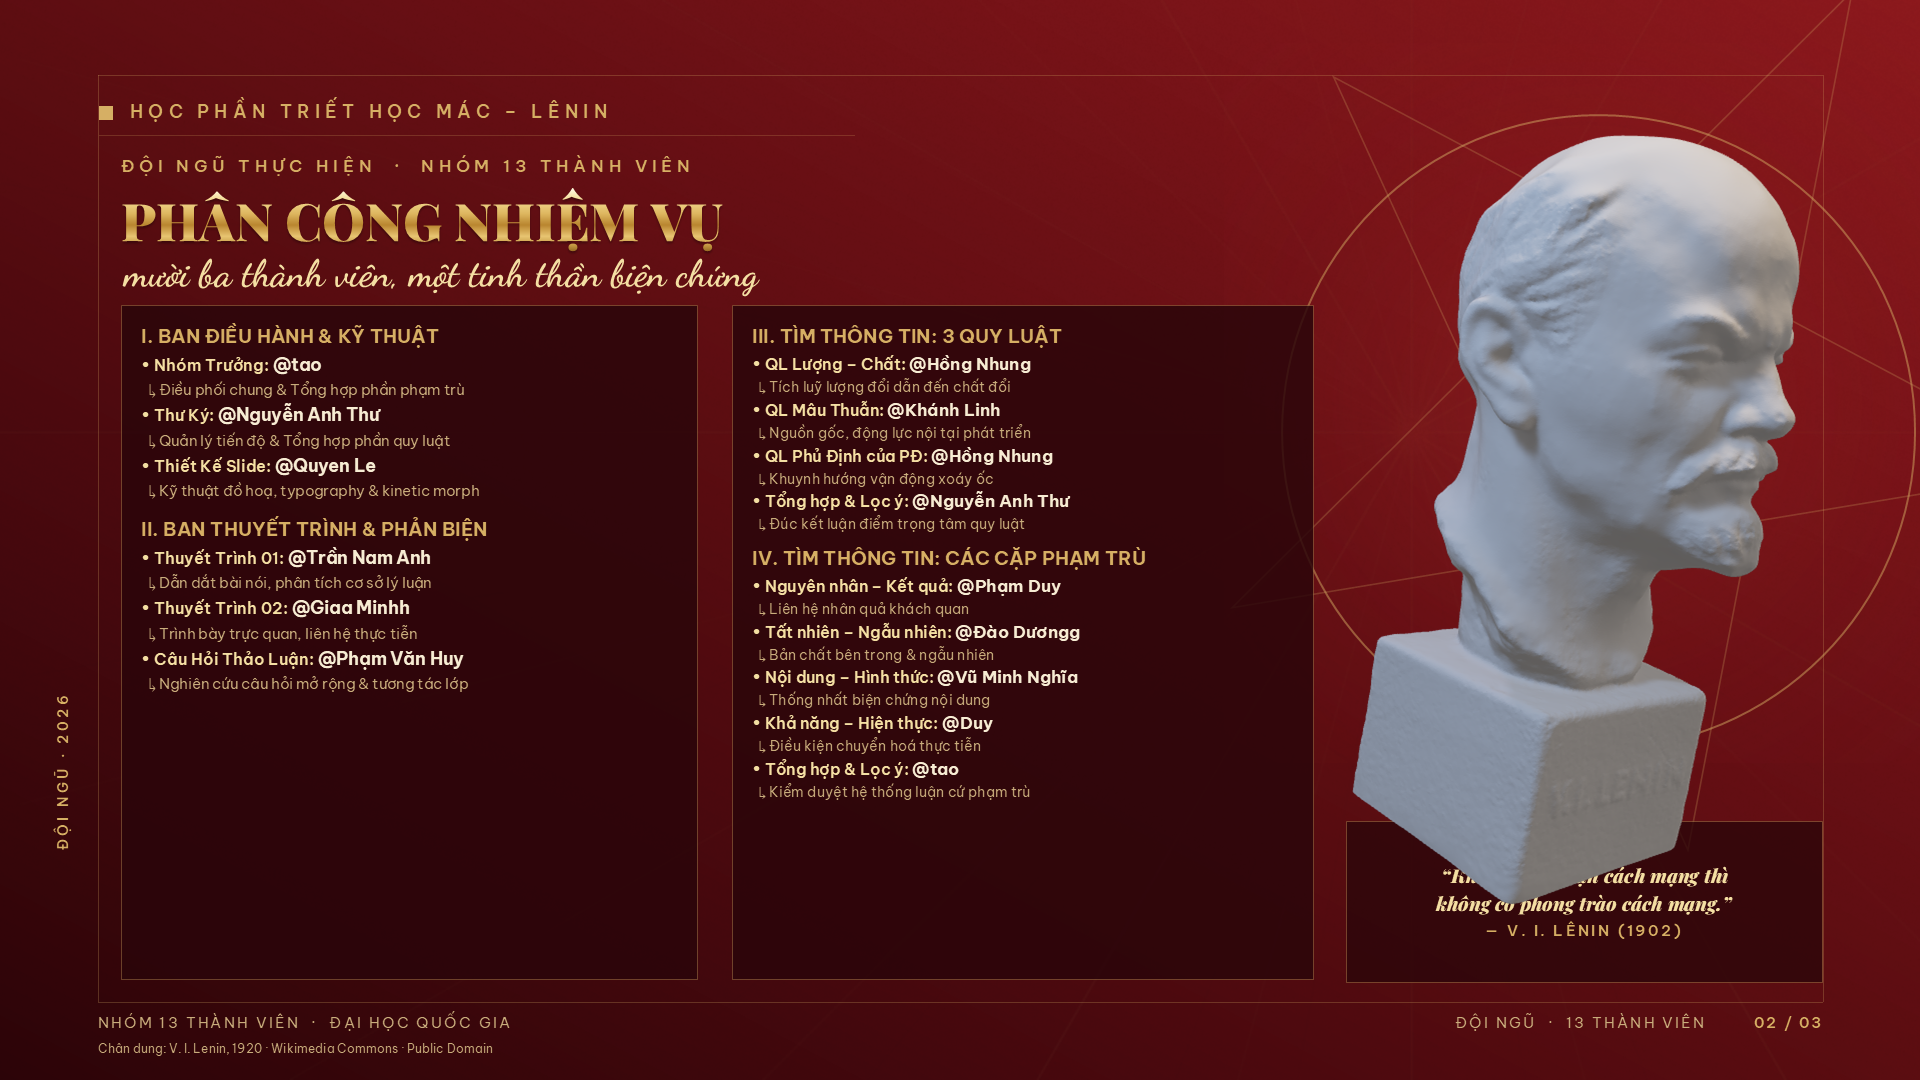 HỌC PHẦN TRIẾT HỌC MÁC – LÊNIN
ĐỘI NGŨ THỰC HIỆN · NHÓM 13 THÀNH VIÊN
PHÂN CÔNG NHIỆM VỤ
mười ba thành viên, một tinh thần biện chứng
I. BAN ĐIỀU HÀNH & KỸ THUẬT
• Nhóm Trưởng: @tao
↳ Điều phối chung & Tổng hợp phần phạm trù
• Thư Ký: @Nguyễn Anh Thư
↳ Quản lý tiến độ & Tổng hợp phần quy luật
• Thiết Kế Slide: @Quyen Le
↳ Kỹ thuật đồ hoạ, typography & kinetic morph
II. BAN THUYẾT TRÌNH & PHẢN BIỆN
• Thuyết Trình 01: @Trần Nam Anh
↳ Dẫn dắt bài nói, phân tích cơ sở lý luận
• Thuyết Trình 02: @Giaa Minhh
↳ Trình bày trực quan, liên hệ thực tiễn
• Câu Hỏi Thảo Luận: @Phạm Văn Huy
↳ Nghiên cứu câu hỏi mở rộng & tương tác lớp
III. TÌM THÔNG TIN: 3 QUY LUẬT
• QL Lượng – Chất: @Hồng Nhung
↳ Tích luỹ lượng đổi dẫn đến chất đổi
• QL Mâu Thuẫn: @Khánh Linh
↳ Nguồn gốc, động lực nội tại phát triển
• QL Phủ Định của PĐ: @Hồng Nhung
↳ Khuynh hướng vận động xoáy ốc
• Tổng hợp & Lọc ý: @Nguyễn Anh Thư
↳ Đúc kết luận điểm trọng tâm quy luật
IV. TÌM THÔNG TIN: CÁC CẶP PHẠM TRÙ
• Nguyên nhân – Kết quả: @Phạm Duy
↳ Liên hệ nhân quả khách quan
• Tất nhiên – Ngẫu nhiên: @Đào Dươngg
↳ Bản chất bên trong & ngẫu nhiên
• Nội dung – Hình thức: @Vũ Minh Nghĩa
↳ Thống nhất biện chứng nội dung
• Khả năng – Hiện thực: @Duy
↳ Điều kiện chuyển hoá thực tiễn
• Tổng hợp & Lọc ý: @tao
↳ Kiểm duyệt hệ thống luận cứ phạm trù
cách mạng thì
không có phong trào cách mạng.”
— V. I. LÊNIN (1902)
ĐỘI NGŨ · 2026
NHÓM 13 THÀNH VIÊN · ĐẠI HỌC QUỐC GIA
ĐỘI NGŨ · 13 THÀNH VIÊN 02 / 03
Chân dung: V. I. Lenin, 1920 · Wikimedia Commons · Public Domain